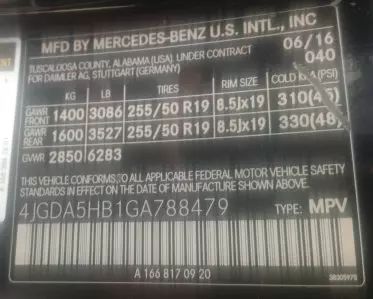 MFD BY MERCEDES-BENZ U.S. INTL., INC
TUSCALOOSA COUNTY, ALABAMA (USA), UNDER CONTRACT 06/16
FOR DAIMLER AG, STUTTGART (GERMANY) 040
KG LB TIRES RIM SIZE COLD KPA (PSI)
GAWR FRONT 1400 3086 255/50 R19 8.5Jx19 310(45)
GAWR REAR 1600 3527 255/50 R19 8.5Jx19 330(48)
GVWR 2850 6283
THIS VEHICLE CONFORMS TO ALL APPLICABLE FEDERAL MOTOR VEHICLE SAFETY
STANDARDS IN EFFECT ON THE DATE OF MANUFACTURE SHOWN ABOVE
4JGDA5HB1GA788479 TYPE: MPV
A 166 817 09 20